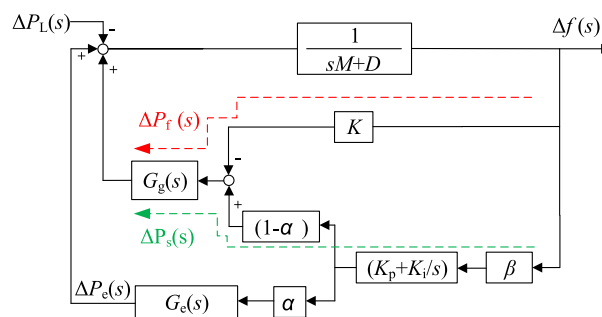 ΔP_L(s)
-
+
+
1
sM+D
Δf(s)
ΔP_f(s)
K
-
G_g(s)
+
(1-α)
ΔP_s(s)
(K_p+K_i/s)
β
ΔP_e(s)
G_e(s)
α